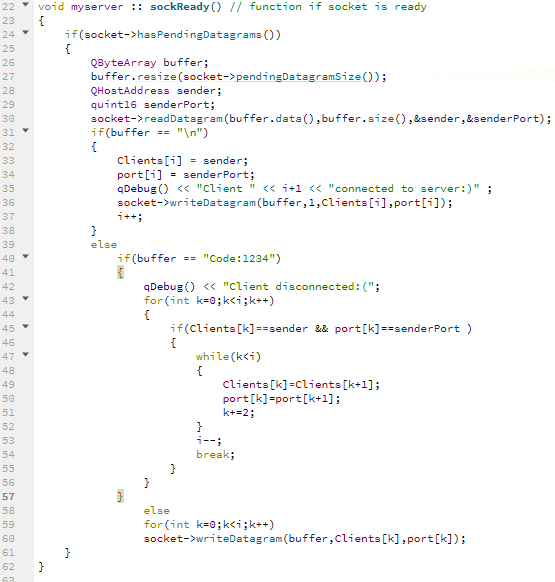 22 void myserver :: sockReady() // function if socket is ready
23 {
24 if(socket->hasPendingDatagrams())
25 {
26 QByteArray buffer;
27 buffer.resize(socket->pendingDatagramSize());
28 QHostAddress sender;
29 quint16 senderPort;
30 socket->readDatagram(buffer.data(),buffer.size(),&sender,&senderPort);
31 if(buffer == "\n")
32 {
33 Clients[i] = sender;
34 port[i] = senderPort;
35 qDebug() << "Client " << i+1 << "connected to server:)" ;
36 socket->writeDatagram(buffer,1,Clients[i],port[i]);
37 i++;
38 }
39 else
40 if(buffer == "Code:1234")
41 {
42 qDebug() << "Client disconnected:(";
43 for(int k=0;k<i;k++)
44 {
45 if(Clients[k]==sender && port[k]==senderPort )
46 {
47 while(k<i)
48 {
49 Clients[k]=Clients[k+1];
50 port[k]=port[k+1];
51 k+=2;
52 }
53 i--;
54 break;
55 }
56 }
57 }
58 else
59 for(int k=0;k<i;k++)
60 socket->writeDatagram(buffer,Clients[k],port[k]);
61 }
62 }
63